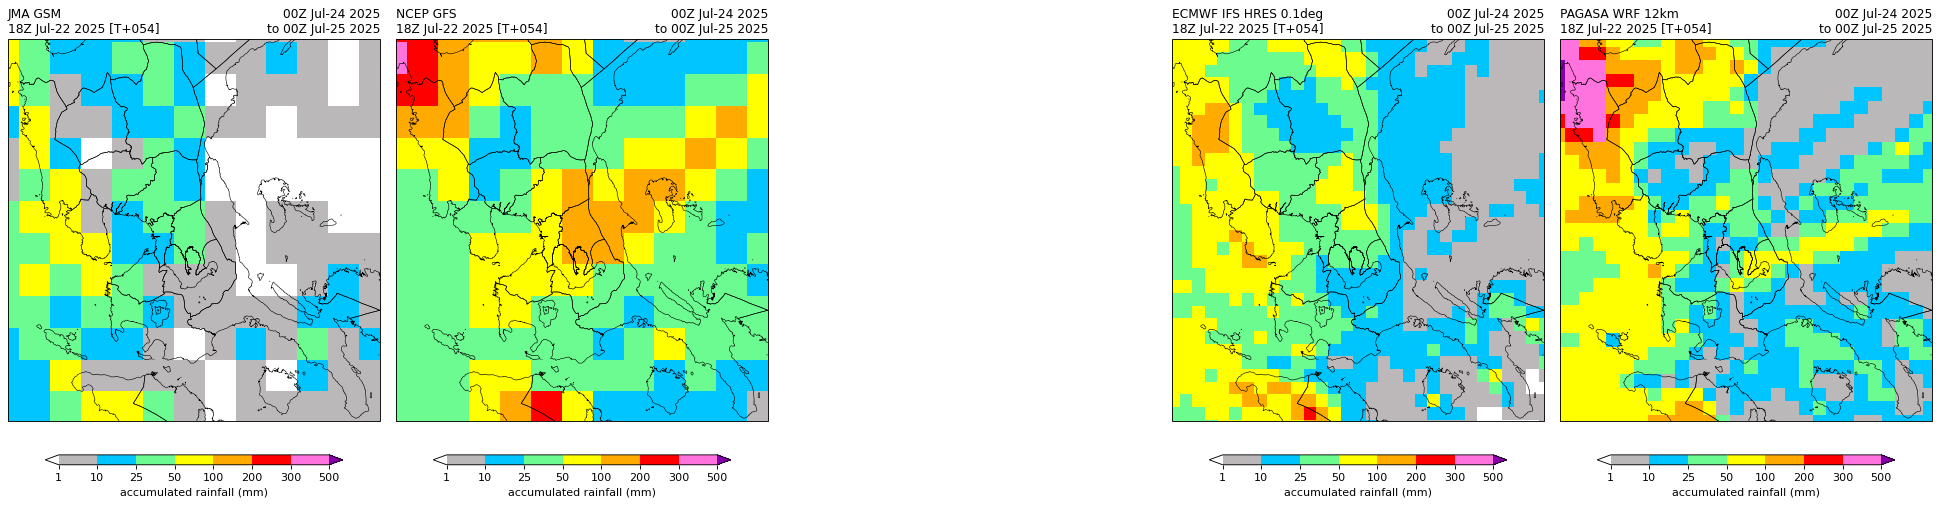 JMA GSM 00Z Jul-24 2025
18Z Jul-22 2025 [T+054] to 00Z Jul-25 2025
1 10 25 50 100 200 300 500
accumulated rainfall (mm)
NCEP GFS 00Z Jul-24 2025
18Z Jul-22 2025 [T+054] to 00Z Jul-25 2025
1 10 25 50 100 200 300 500
accumulated rainfall (mm)
ECMWF IFS HRES 0.1deg 00Z Jul-24 2025
18Z Jul-22 2025 [T+054] to 00Z Jul-25 2025
1 10 25 50 100 200 300 500
accumulated rainfall (mm)
PAGASA WRF 12km 00Z Jul-24 2025
18Z Jul-22 2025 [T+054] to 00Z Jul-25 2025
1 10 25 50 100 200 300 500
accumulated rainfall (mm)